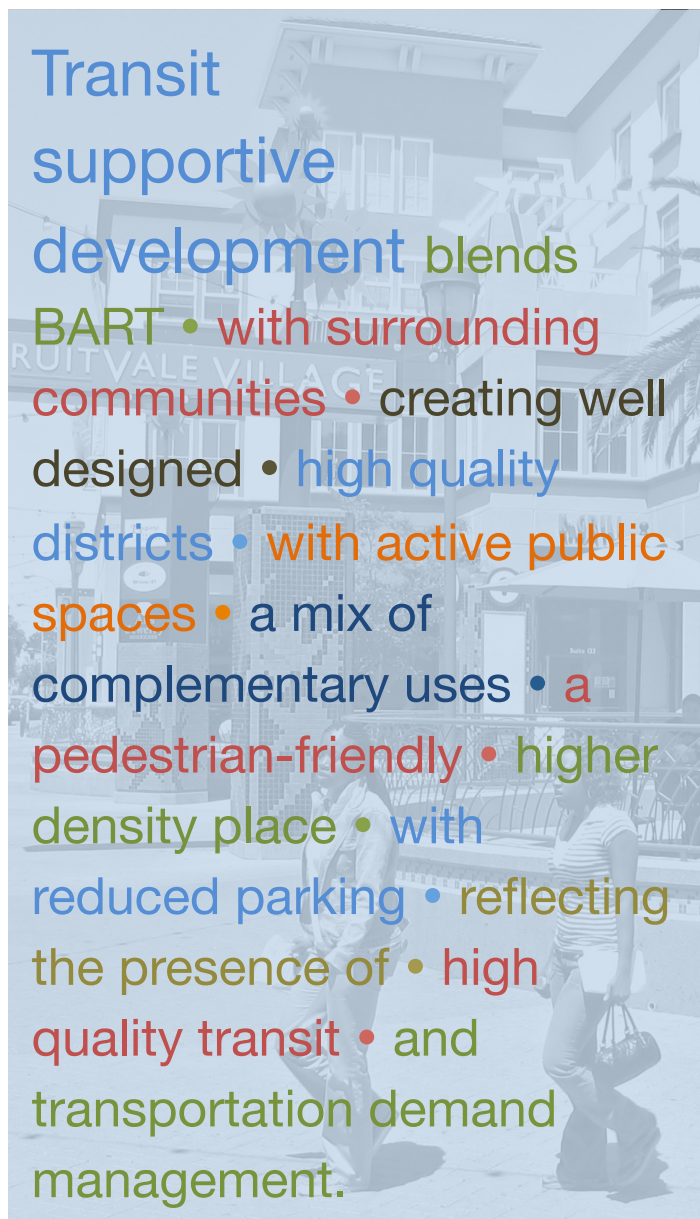 Transit
supportive
development blends
BART • with surrounding
communities • creating well
designed • high quality
districts • with active public
spaces • a mix of
complementary uses • a
pedestrian-friendly • higher
density place • with
reduced parking • reflecting
the presence of • high
quality transit • and
transportation demand
management.
RUITVALE VILLAGE